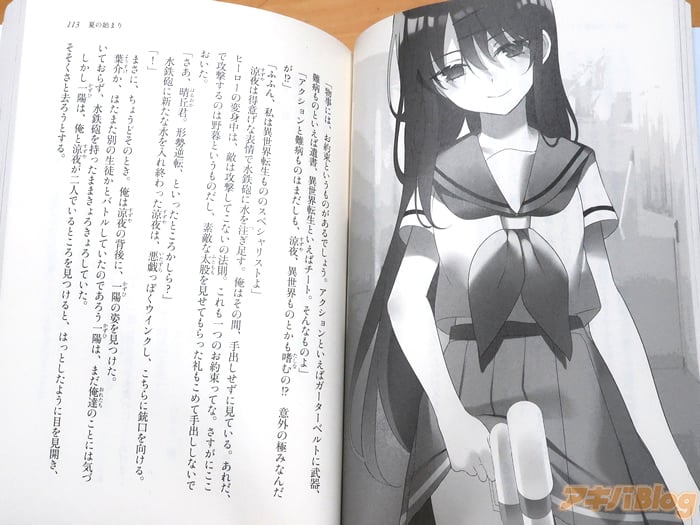 113　夏の始まり
「物事には、お約束というものがあるでしょう。アクションといえばガーターベルトに武器、
難病ものといえば遺書、異世界転生といえばチート。そんなものよ」
「アクションと難病ものはまだしも、涼夜、異世界ものとかも嗜むの!?　意外の極みなんだ
が!?」
「ふふん、私は異世界転生もののスペシャリストよ」
涼夜は得意げな表情で水鉄砲に水を注ぎ足す。俺はその間、手出しせずに見ている。あれだ、
ヒーローの変身中は、敵は攻撃してこないの法則。これも一つのお約束ってな。さすがにここ
で攻撃するのは野暮というものだし、素敵な太股を見せてもらった礼もこめて手出ししないで
おいた。
「さあ、晴丘君。形勢逆転、といったところかしら？」
水鉄砲に新たな水を入れ終わった涼夜は、悪戯っぽくウインクし、こちらに銃口を向ける。
「！」
まさに、ちょうどそのとき。俺は涼夜の背後に、一陽の姿を見つけた。
葉介か、はたまた別の生徒かとバトルしていたのであろう一陽は、まだ俺達のことには気づ
いておらず、水鉄砲を持ったままきょろきょろしていた。
しかし一陽は、俺と涼夜が二人でいるところを見つけると、はっとしたように目を見開き、
そそくさと去ろうとする。
アキバBlog